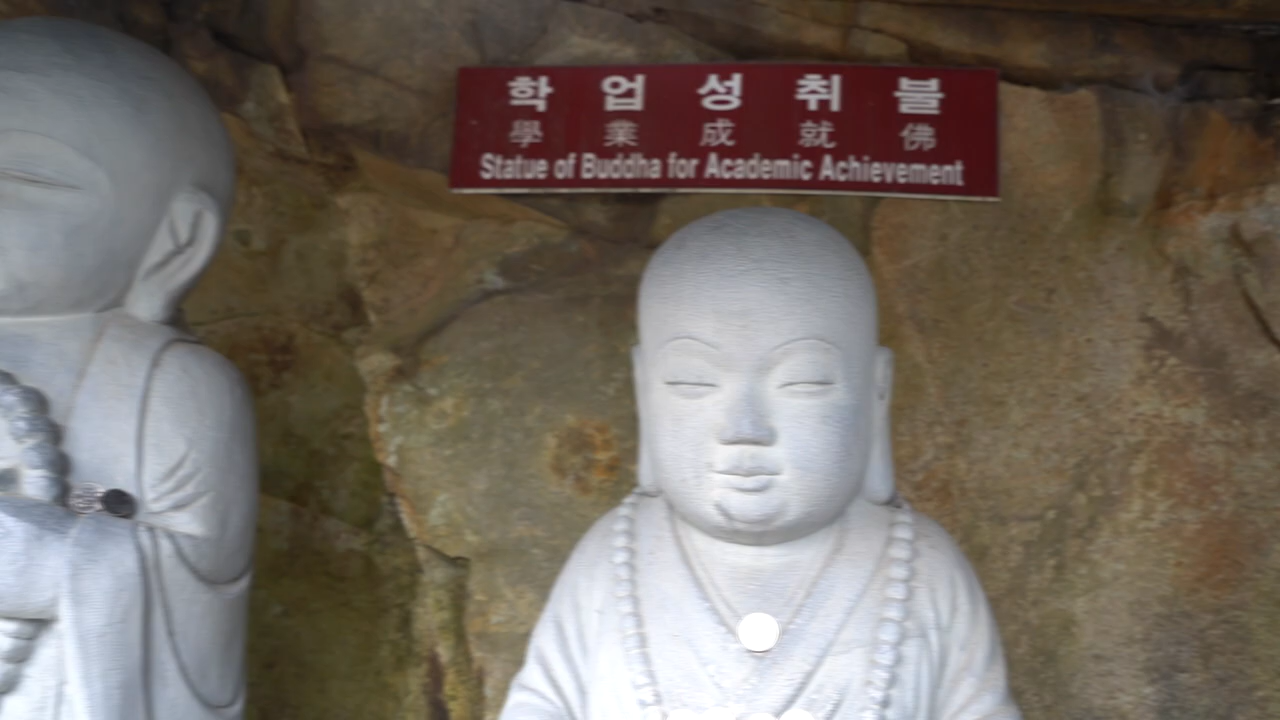 학 업 성 취 불
學 業 成 就 佛
Statue of Buddha for Academic Achievement